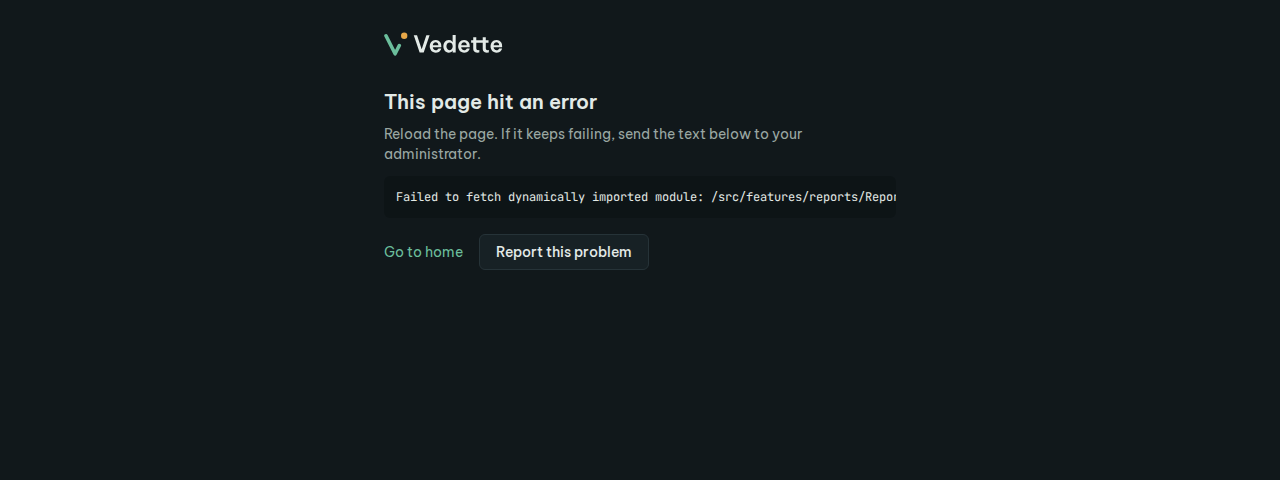 Vedette
This page hit an error
Reload the page. If it keeps failing, send the text below to your
administrator.
Failed to fetch dynamically imported module: /src/features/reports/Repor
Go to home
Report this problem